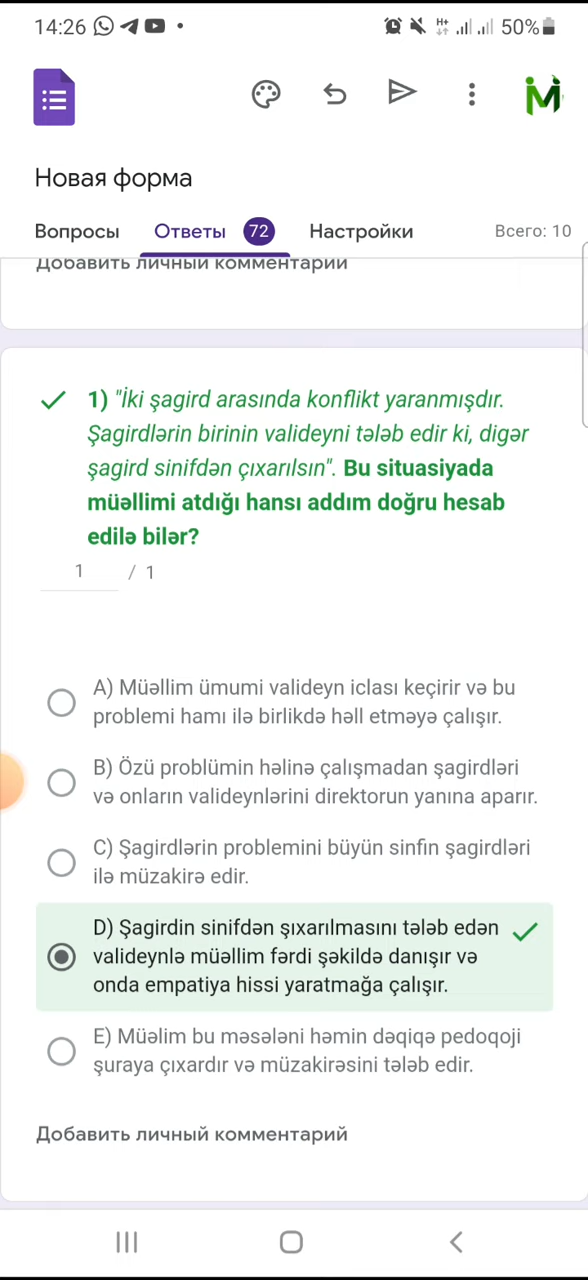 14:26 H+ 50%
Новая форма
Вопросы Ответы 72 Настройки Всего: 10
Добавить личный комментарий
1) "İki şagird arasında konflikt yaranmışdır.
Şagirdlərin birinin valideyni tələb edir ki, digər
şagird sinifdən çıxarılsın". Bu situasiyada
müəllimi atdığı hansı addım doğru hesab
edilə bilər?
1 / 1
A) Müəllim ümumi valideyn iclası keçirir və bu
problemi hamı ilə birlikdə həll etməyə çalışır.
B) Özü problümin həlinə çalışmadan şagirdləri
və onların valideynlərini direktorun yanına aparır.
C) Şagirdlərin problemini büyün sinfin şagirdləri
ilə müzakirə edir.
D) Şagirdin sinifdən şıxarılmasını tələb edən
valideynlə müəllim fərdi şəkildə danışır və
onda empatiya hissi yaratmağa çalışır.
E) Müəlim bu məsələni həmin dəqiqə pedoqoji
şuraya çıxardır və müzakirəsini tələb edir.
Добавить личный комментарий